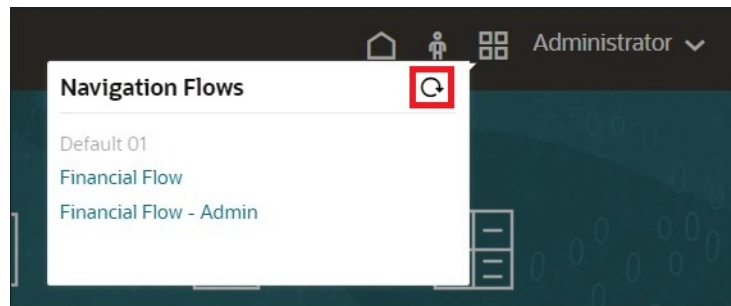 Administrator
Navigation Flows
Default 01
Financial Flow
Financial Flow - Admin